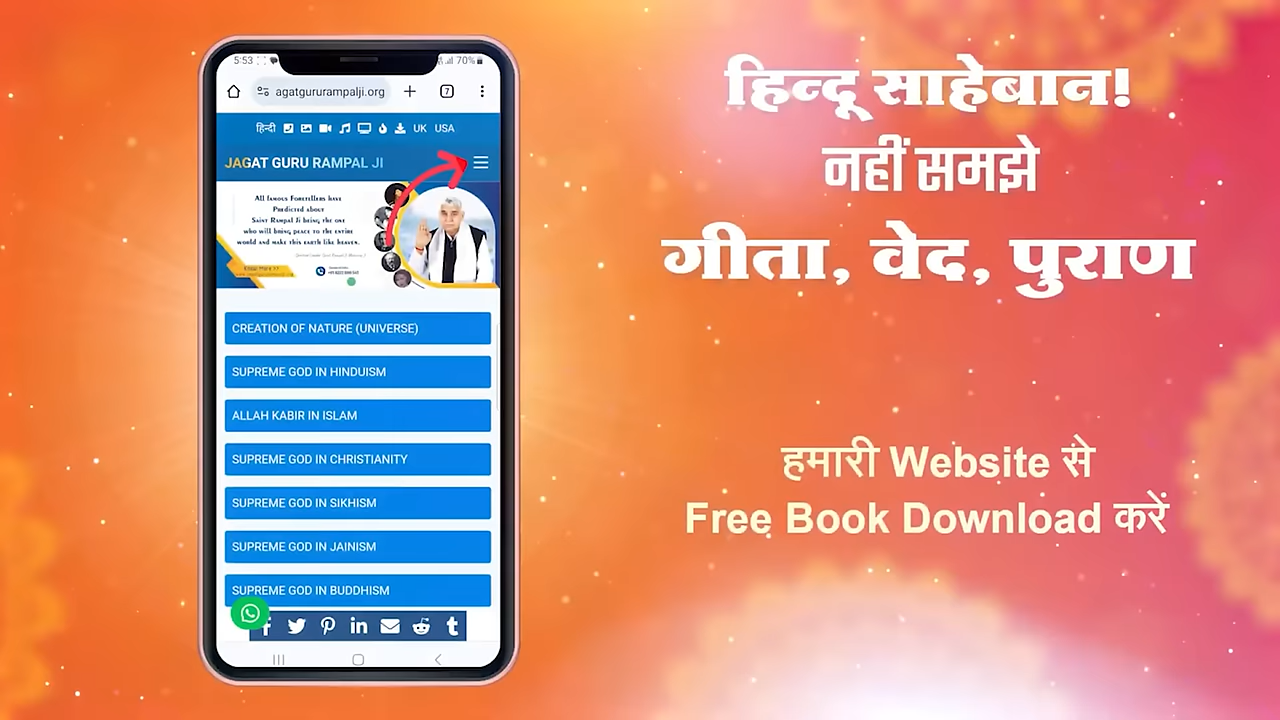 5:53
70%
agatgururampalji.org
7
हिन्दी
UK USA
JAGAT GURU RAMPAL JI
All famous Foretellers have
Predicted about
Saint Rampal Ji being the one
who will bring peace to the entire
world and make this earth like heaven.
CREATION OF NATURE (UNIVERSE)
SUPREME GOD IN HINDUISM
ALLAH KABIR IN ISLAM
SUPREME GOD IN CHRISTIANITY
SUPREME GOD IN SIKHISM
SUPREME GOD IN JAINISM
SUPREME GOD IN BUDDHISM
हिन्दू साहेबान!
नहीं समझे
गीता, वेद, पुराण
हमारी Website से
Free Book Download करें